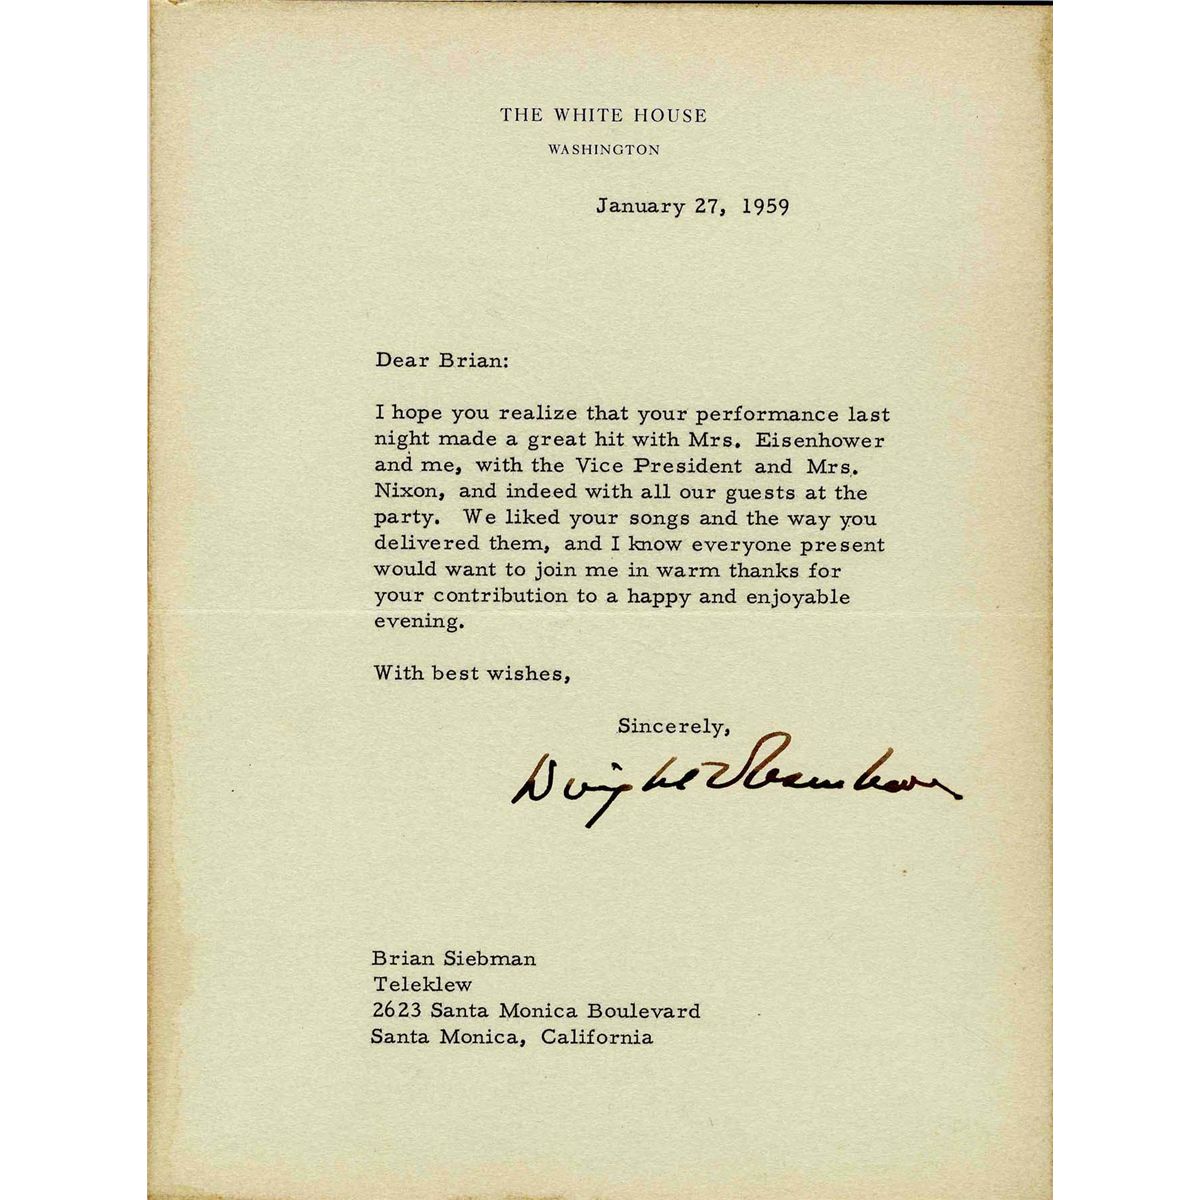 THE WHITE HOUSE
WASHINGTON
January 27, 1959
Dear Brian:
I hope you realize that your performance last
night made a great hit with Mrs. Eisenhower
and me, with the Vice President and Mrs.
Nixon, and indeed with all our guests at the
party. We liked your songs and the way you
delivered them, and I know everyone present
would want to join me in warm thanks for
your contribution to a happy and enjoyable
evening.
With best wishes,
Sincerely,
Dwight D Eisenhower
Brian Siebman
Teleklew
2623 Santa Monica Boulevard
Santa Monica, California